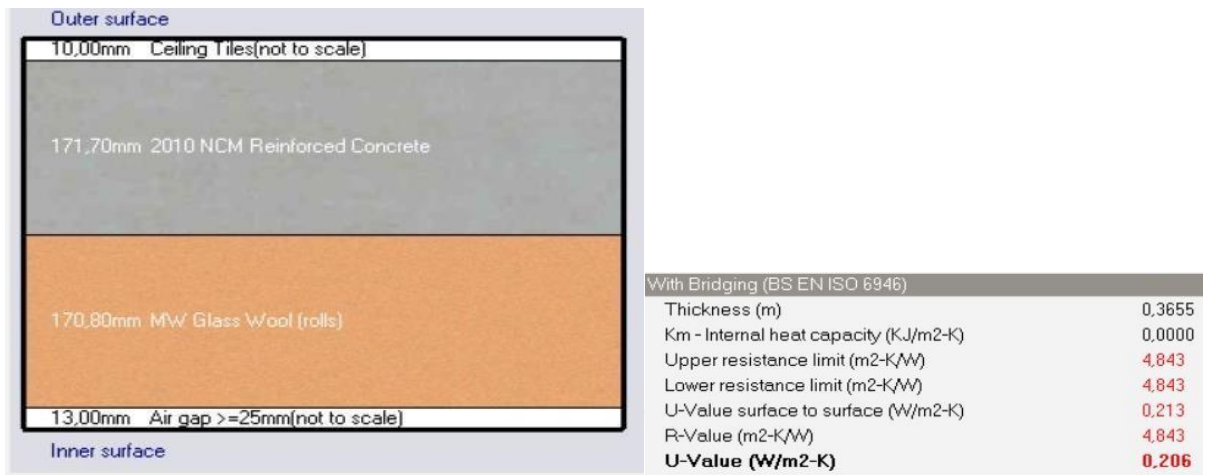 Outer surface
10,00mm Ceiling Tiles(not to scale)
171,70mm 2010 NCM Reinforced Concrete
170,80mm MW Glass Wool (rolls)
13,00mm Air gap >=25mm(not to scale)
Inner surface
With Bridging (BS EN ISO 6946)
Thickness (m) 0,3655
Km - Internal heat capacity (KJ/m2-K) 0,0000
Upper resistance limit (m2-K/W) 4,843
Lower resistance limit (m2-K/W) 4,843
U-Value surface to surface (W/m2-K) 0,213
R-Value (m2-K/W) 4,843
U-Value (W/m2-K) 0,206